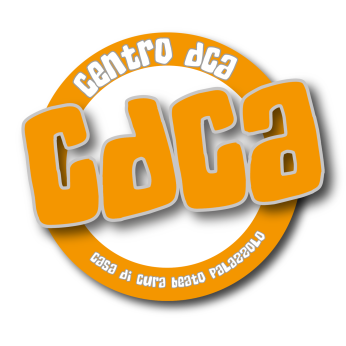 CENTRO DCA
CdCa
Casa di Cura Beato PALAZZOLO